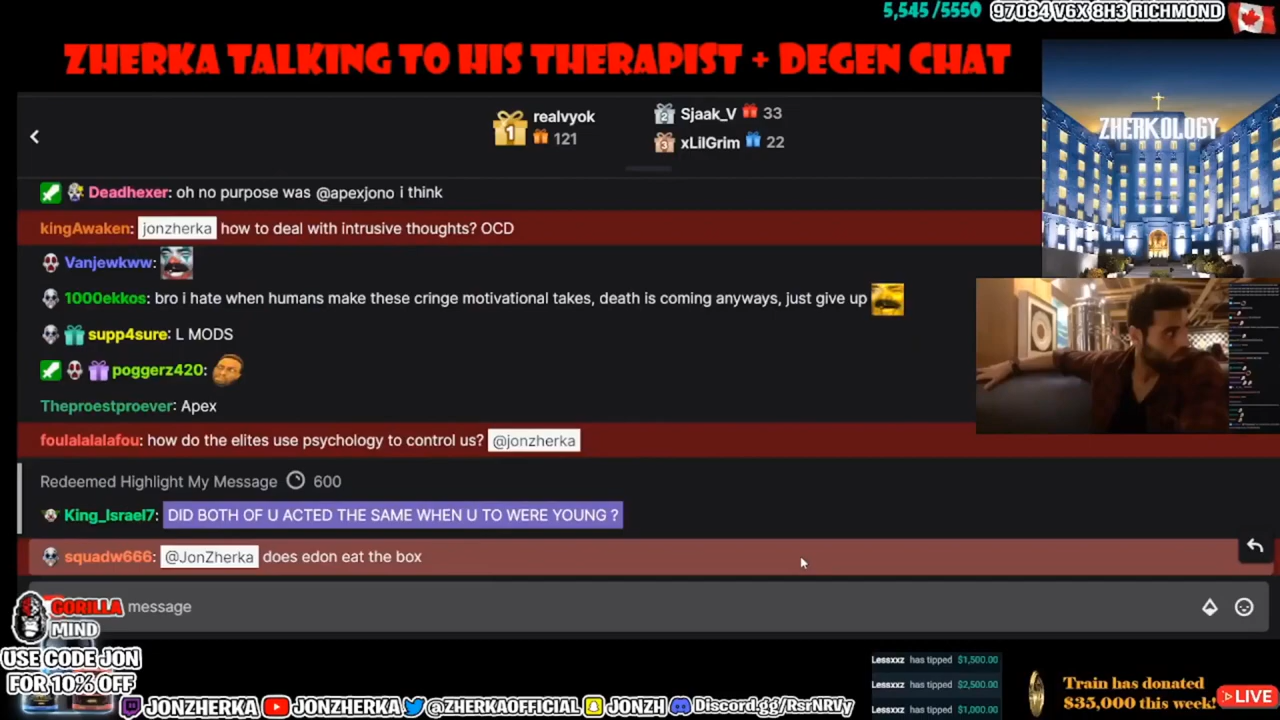 5,545 /5550
97084 V6X 8H3 RICHMOND
ZHERKA TALKING TO HIS THERAPIST + DEGEN CHAT
ZHERKOLOGY
1 realvyok
121
2 Sjaak_V 33
3 xLilGrim 22
Deadhexer: oh no purpose was @apexjono i think
kingAwaken: jonzherka how to deal with intrusive thoughts? OCD
Vanjewkww:
1000ekkos: bro i hate when humans make these cringe motivational takes, death is coming anyways, just give up
supp4sure: L MODS
poggerz420:
Theproestproever: Apex
foulalalalafou: how do the elites use psychology to control us? @jonzherka
Redeemed Highlight My Message 600
King_Israel7: DID BOTH OF U ACTED THE SAME WHEN U TO WERE YOUNG ?
squadw666: @JonZherka does edon eat the box
message
GORILLA
MIND
USE CODE JON
FOR 10% OFF
JONZHERKA JONZHERKA @ZHERKAOFFICIAL JONZH Discord.gg/RsrNRVy
Lessxxz has tipped $1,500.00
Lessxxz has tipped $2,500.00
Lessxxz has tipped $1,000.00
Train has donated
$35,000 this week!
LIVE